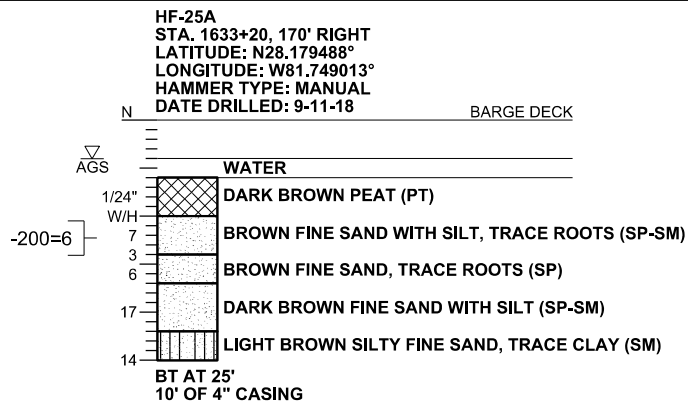 HF-25A
STA. 1633+20, 170' RIGHT
LATITUDE: N28.179488°
LONGITUDE: W81.749013°
HAMMER TYPE: MANUAL
DATE DRILLED: 9-11-18
N
BARGE DECK
AGS
WATER
1/24"
DARK BROWN PEAT (PT)
W/H
-200=6
7
BROWN FINE SAND WITH SILT, TRACE ROOTS (SP-SM)
3
6
BROWN FINE SAND, TRACE ROOTS (SP)
17
DARK BROWN FINE SAND WITH SILT (SP-SM)
LIGHT BROWN SILTY FINE SAND, TRACE CLAY (SM)
14
BT AT 25'
10' OF 4" CASING